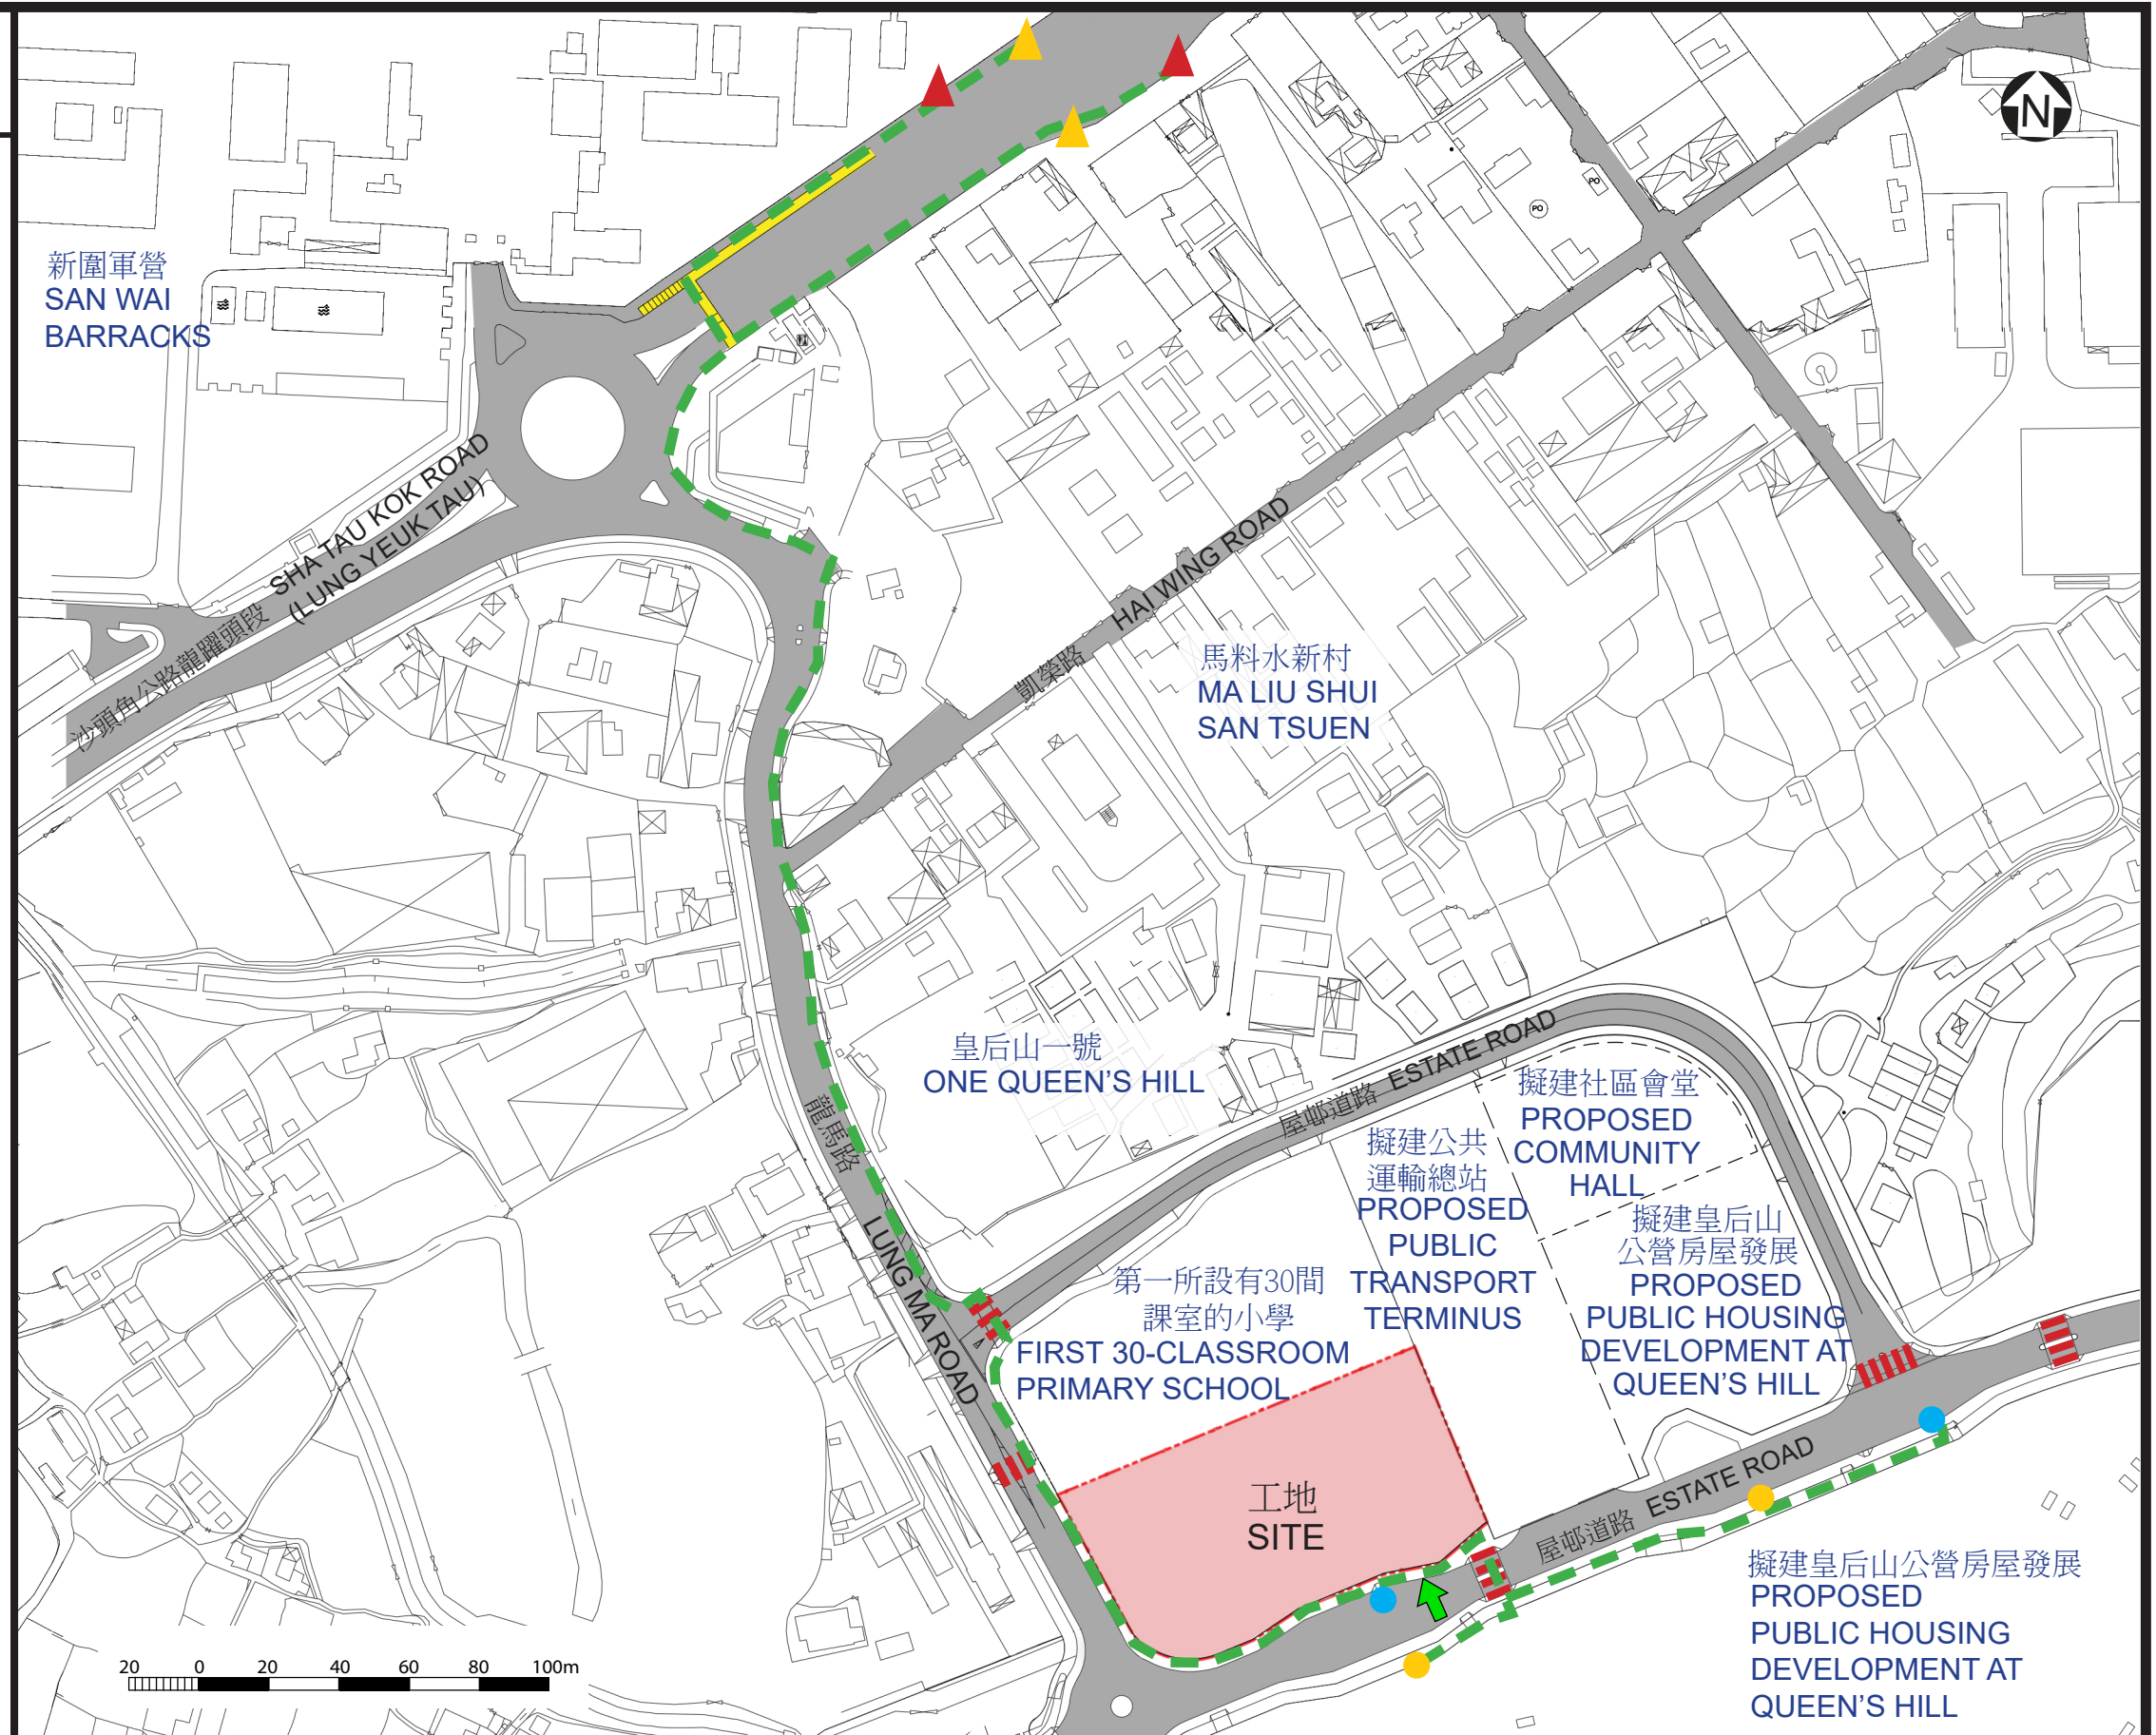 N
PO
PO
新圍軍營
SAN WAI
BARRACKS
沙頭角公路龍躍頭段 SHA TAU KOK ROAD
(LUNG YEUK TAU)
凱榮路 HAI WING ROAD
馬料水新村
MA LIU SHUI
SAN TSUEN
皇后山一號
ONE QUEEN'S HILL
龍馬路 LUNG MA ROAD
屋邨道路 ESTATE ROAD
擬建社區會堂
PROPOSED
COMMUNITY
HALL
擬建公共
運輸總站
PROPOSED
PUBLIC
TRANSPORT
TERMINUS
擬建皇后山
公營房屋發展
PROPOSED
PUBLIC HOUSING
DEVELOPMENT AT
QUEEN'S HILL
第一所設有30間
課室的小學
FIRST 30-CLASSROOM
PRIMARY SCHOOL
工地
SITE
屋邨道路 ESTATE ROAD
擬建皇后山公營房屋發展
PROPOSED
PUBLIC HOUSING
DEVELOPMENT AT
QUEEN'S HILL
20 0 20 40 60 80 100m